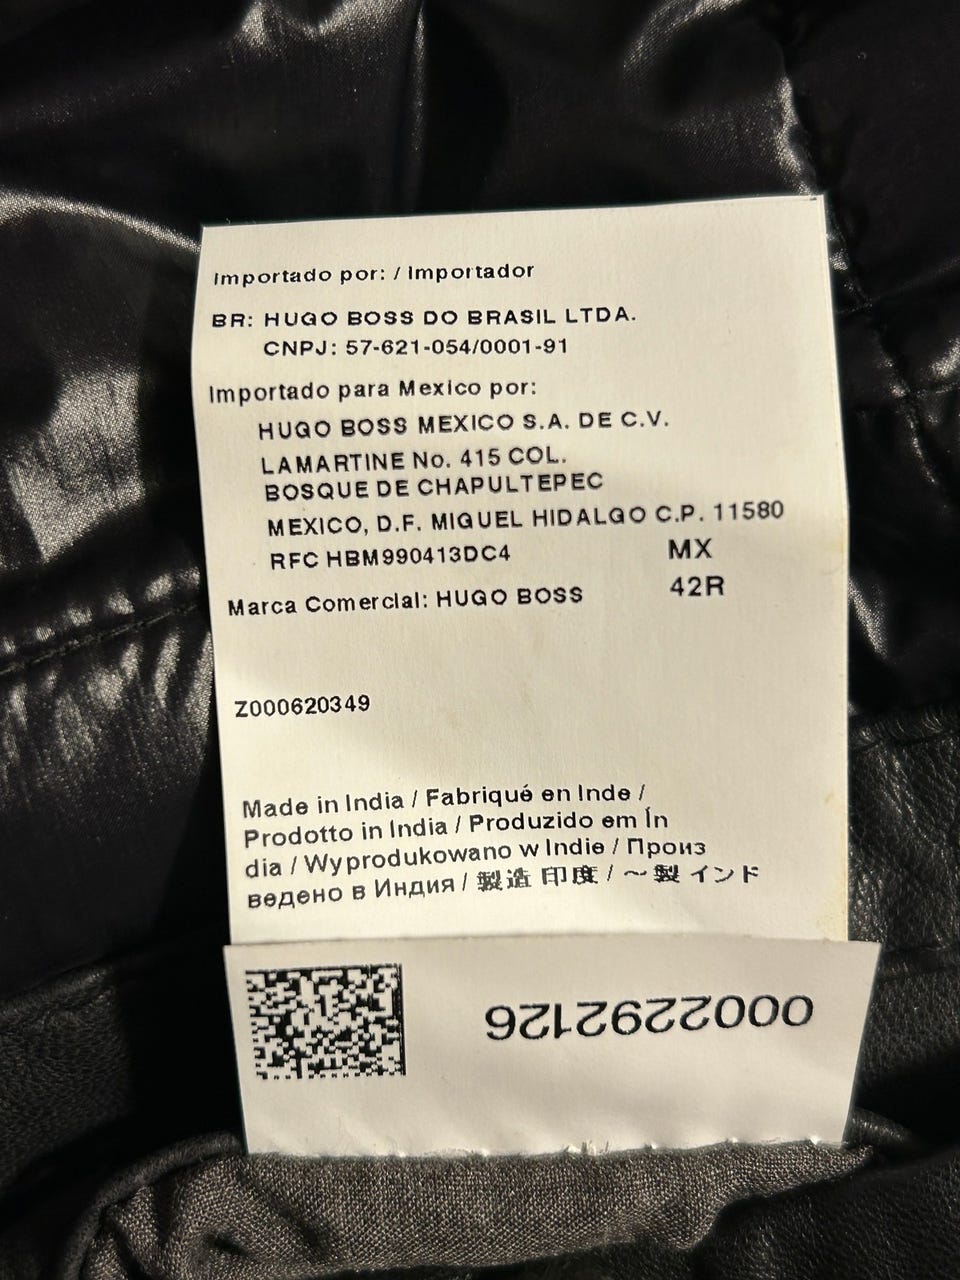 Importado por: / Importador
BR: HUGO BOSS DO BRASIL LTDA.
CNPJ: 57-621-054/0001-91
Importado para Mexico por:
HUGO BOSS MEXICO S.A. DE C.V.
LAMARTINE No. 415 COL.
BOSQUE DE CHAPULTEPEC
MEXICO, D.F. MIGUEL HIDALGO C.P. 11580
RFC HBM990413DC4 MX
Marca Comercial: HUGO BOSS 42R
Z000620349
Made in India / Fabriqué en Inde /
Prodotto in India / Produzido em Ín
dia / Wyprodukowano w Indie / Произ
ведено в Индия / 製造 印度 / ～製 インド
0002292126